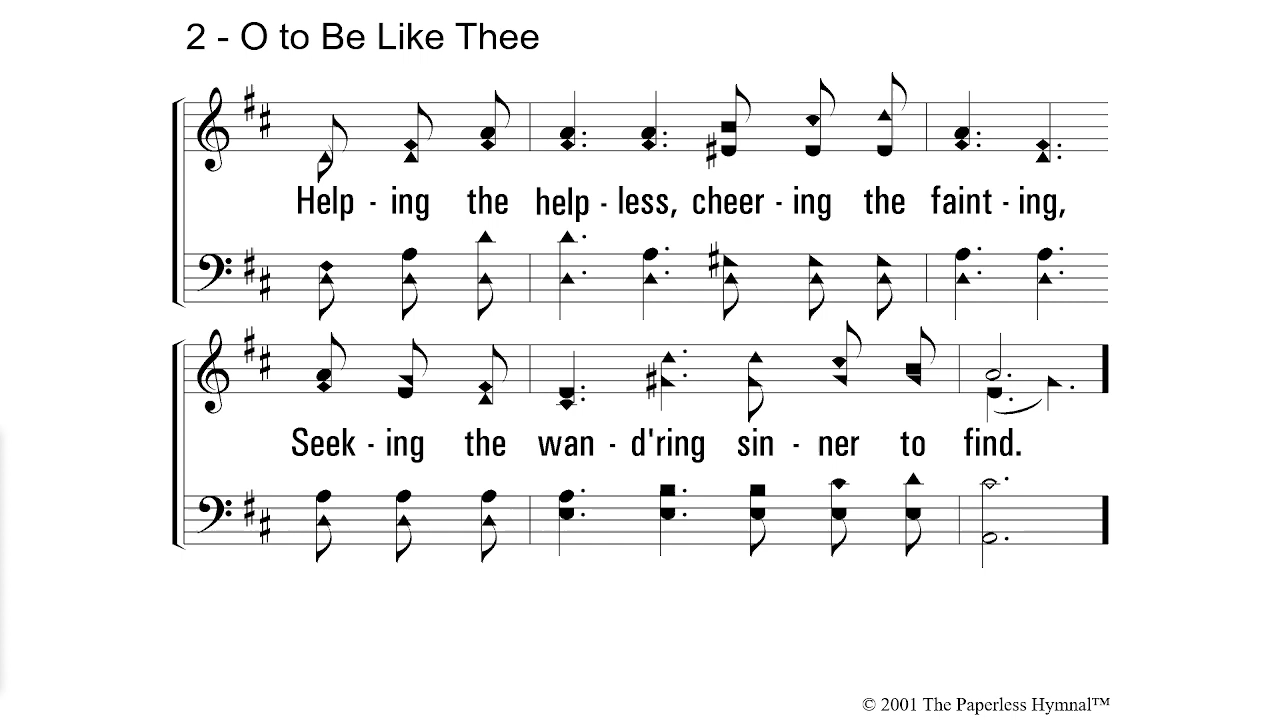 2 - O to Be Like Thee
Help - ing the help - less, cheer - ing the faint - ing,
Seek - ing the wan - d'ring sin - ner to find.
© 2001 The Paperless Hymnal™